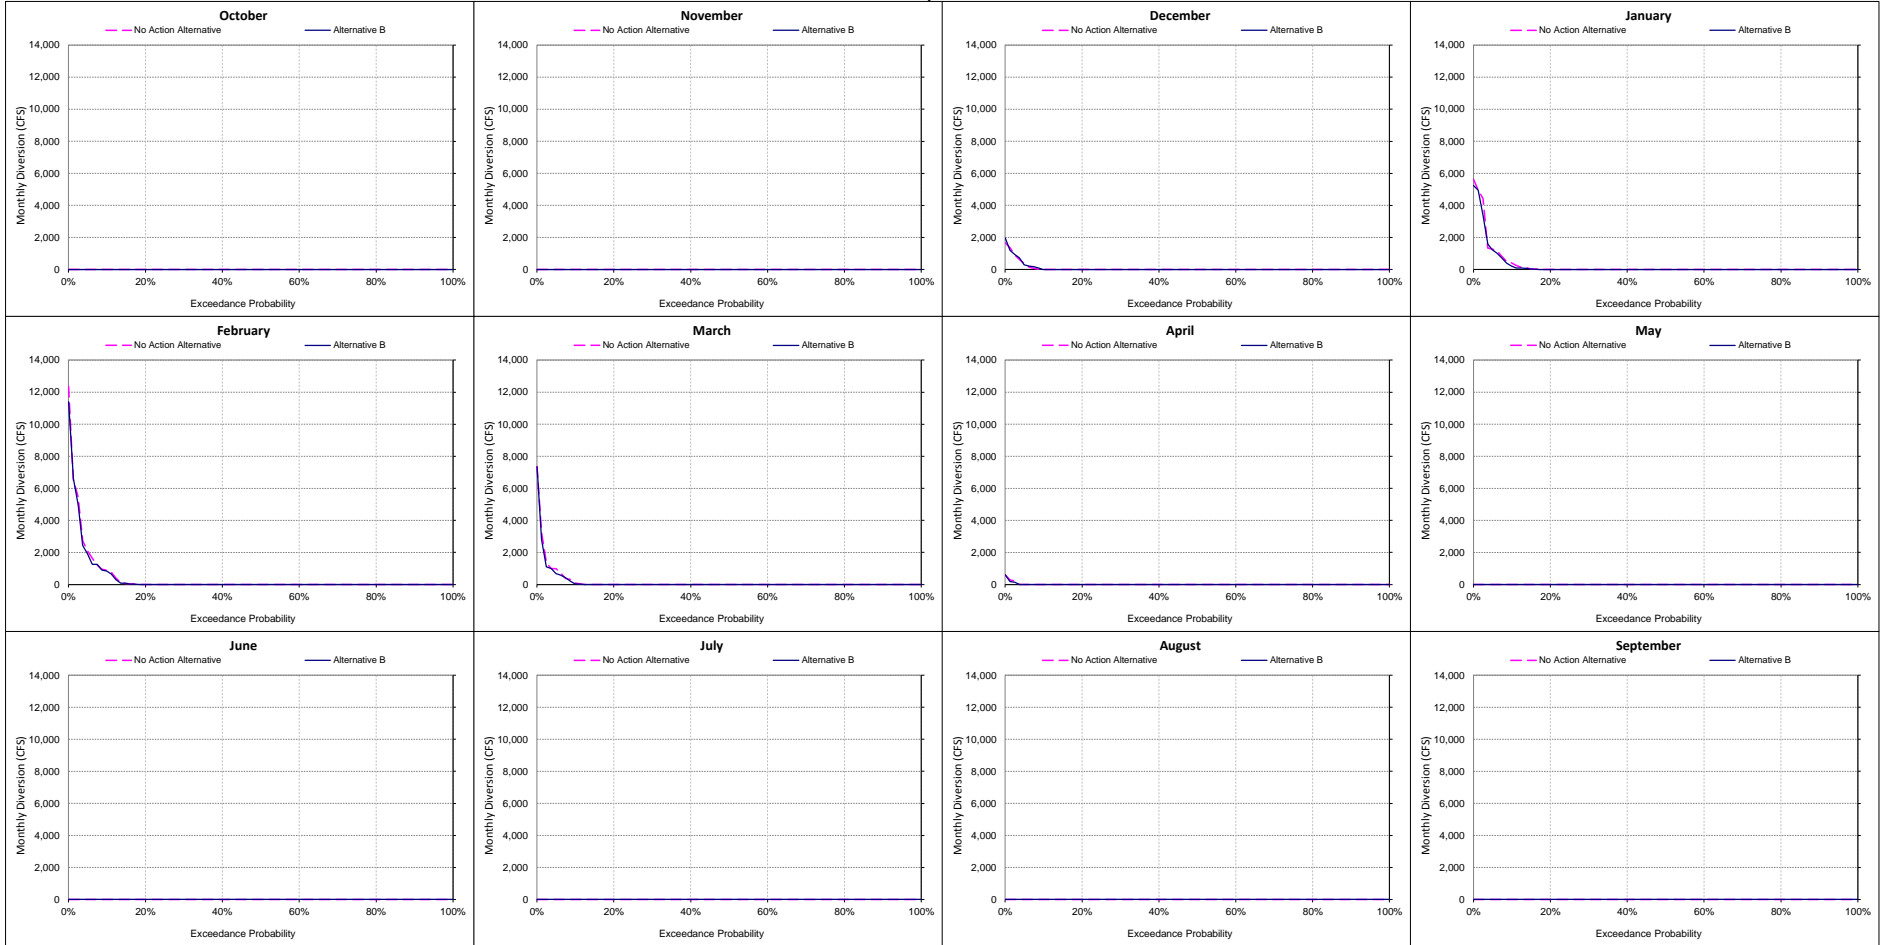 October
No Action Alternative Alternative B
14,000
12,000
10,000
8,000
6,000
4,000
2,000
0
0% 20% 40% 60% 80% 100%
Monthly Diversion (CFS)
Exceedance Probability
November
No Action Alternative Alternative B
14,000
12,000
10,000
8,000
6,000
4,000
2,000
0
0% 20% 40% 60% 80% 100%
Monthly Diversion (CFS)
Exceedance Probability
December
No Action Alternative Alternative B
14,000
12,000
10,000
8,000
6,000
4,000
2,000
0
0% 20% 40% 60% 80% 100%
Monthly Diversion (CFS)
Exceedance Probability
January
No Action Alternative Alternative B
14,000
12,000
10,000
8,000
6,000
4,000
2,000
0
0% 20% 40% 60% 80% 100%
Monthly Diversion (CFS)
Exceedance Probability
February
No Action Alternative Alternative B
14,000
12,000
10,000
8,000
6,000
4,000
2,000
0
0% 20% 40% 60% 80% 100%
Monthly Diversion (CFS)
Exceedance Probability
March
No Action Alternative Alternative B
14,000
12,000
10,000
8,000
6,000
4,000
2,000
0
0% 20% 40% 60% 80% 100%
Monthly Diversion (CFS)
Exceedance Probability
April
No Action Alternative Alternative B
14,000
12,000
10,000
8,000
6,000
4,000
2,000
0
0% 20% 40% 60% 80% 100%
Monthly Diversion (CFS)
Exceedance Probability
May
No Action Alternative Alternative B
14,000
12,000
10,000
8,000
6,000
4,000
2,000
0
0% 20% 40% 60% 80% 100%
Monthly Diversion (CFS)
Exceedance Probability
June
No Action Alternative Alternative B
14,000
12,000
10,000
8,000
6,000
4,000
2,000
0
0% 20% 40% 60% 80% 100%
Monthly Diversion (CFS)
Exceedance Probability
July
No Action Alternative Alternative B
14,000
12,000
10,000
8,000
6,000
4,000
2,000
0
0% 20% 40% 60% 80% 100%
Monthly Diversion (CFS)
Exceedance Probability
August
No Action Alternative Alternative B
14,000
12,000
10,000
8,000
6,000
4,000
2,000
0
0% 20% 40% 60% 80% 100%
Monthly Diversion (CFS)
Exceedance Probability
September
No Action Alternative Alternative B
14,000
12,000
10,000
8,000
6,000
4,000
2,000
0
0% 20% 40% 60% 80% 100%
Monthly Diversion (CFS)
Exceedance Probability